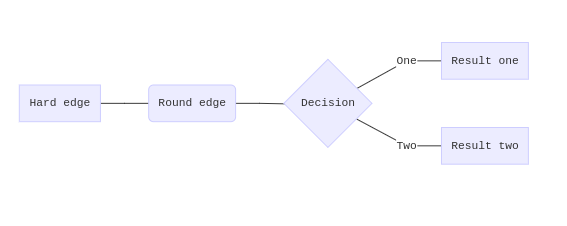 Hard edge
Round edge
Decision
One
Result one
Two
Result two